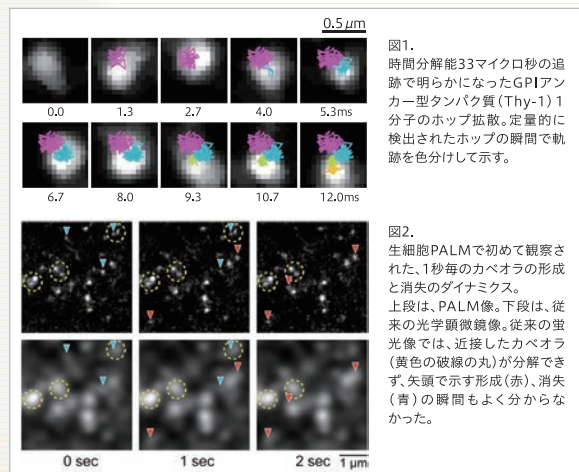 0.5 μm
0.0
1.3
2.7
4.0
5.3ms
6.7
8.0
9.3
10.7
12.0ms
図1.
時間分解能33マイクロ秒の追
跡で明らかになったGPIアン
カー型タンパク質(Thy-1)1
分子のホップ拡散。定量的に
検出されたホップの瞬間で軌
跡を色分けして示す。
図2.
生細胞PALMで初めて観察さ
れた、1秒毎のカベオラの形成
と消失のダイナミクス。
上段は、PALM像。下段は、従
来の光学顕微鏡像。従来の蛍
光像では、近接したカベオラ
(黄色の破線の丸)が分解でき
ず、矢頭で示す形成(赤)、消失
(青)の瞬間もよく分からな
かった。
0 sec
1 sec
2 sec
1 μm